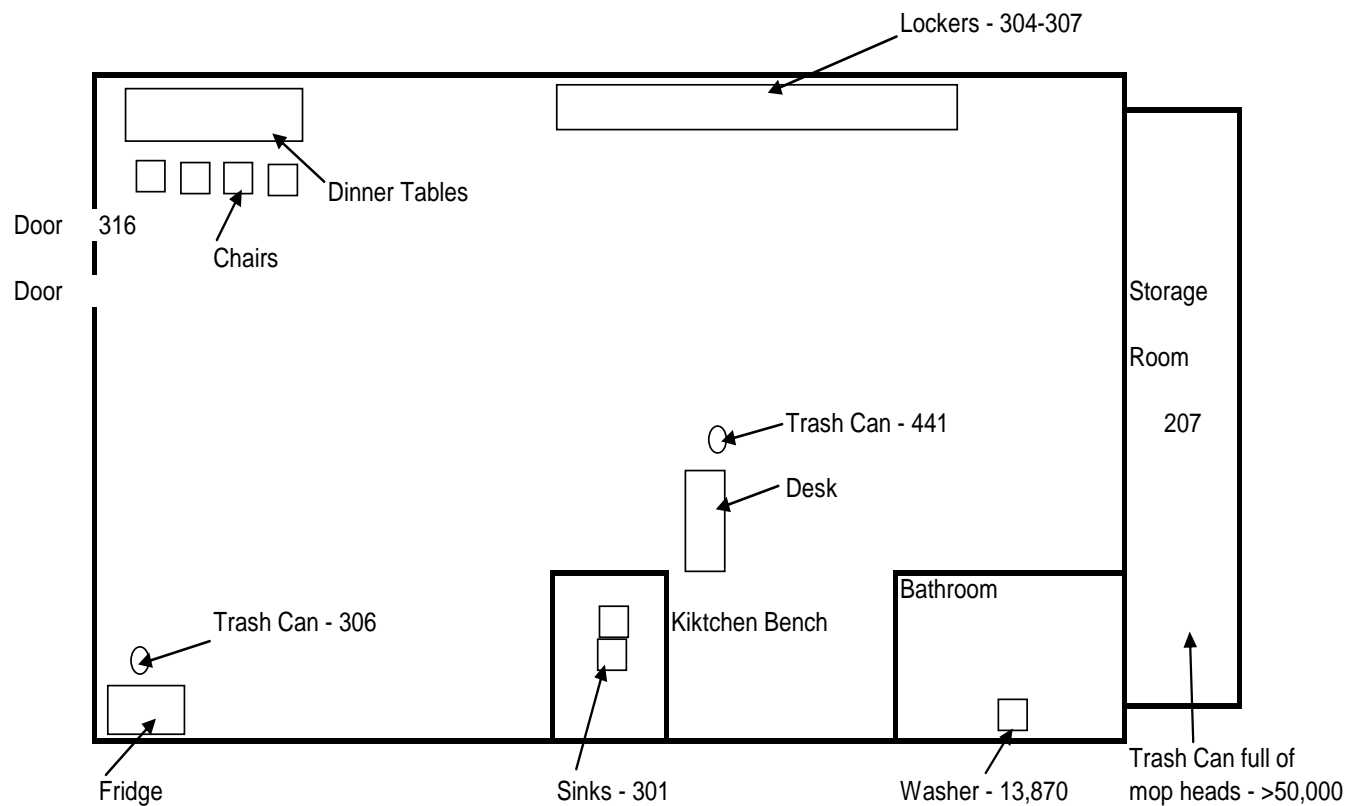 Lockers - 304-307
Dinner Tables
Door 316
Chairs
Door
Storage
Room
207
Trash Can - 441
Desk
Bathroom
Trash Can - 306
Kiktchen Bench
Fridge
Sinks - 301
Washer - 13,870
Trash Can full of
mop heads - >50,000